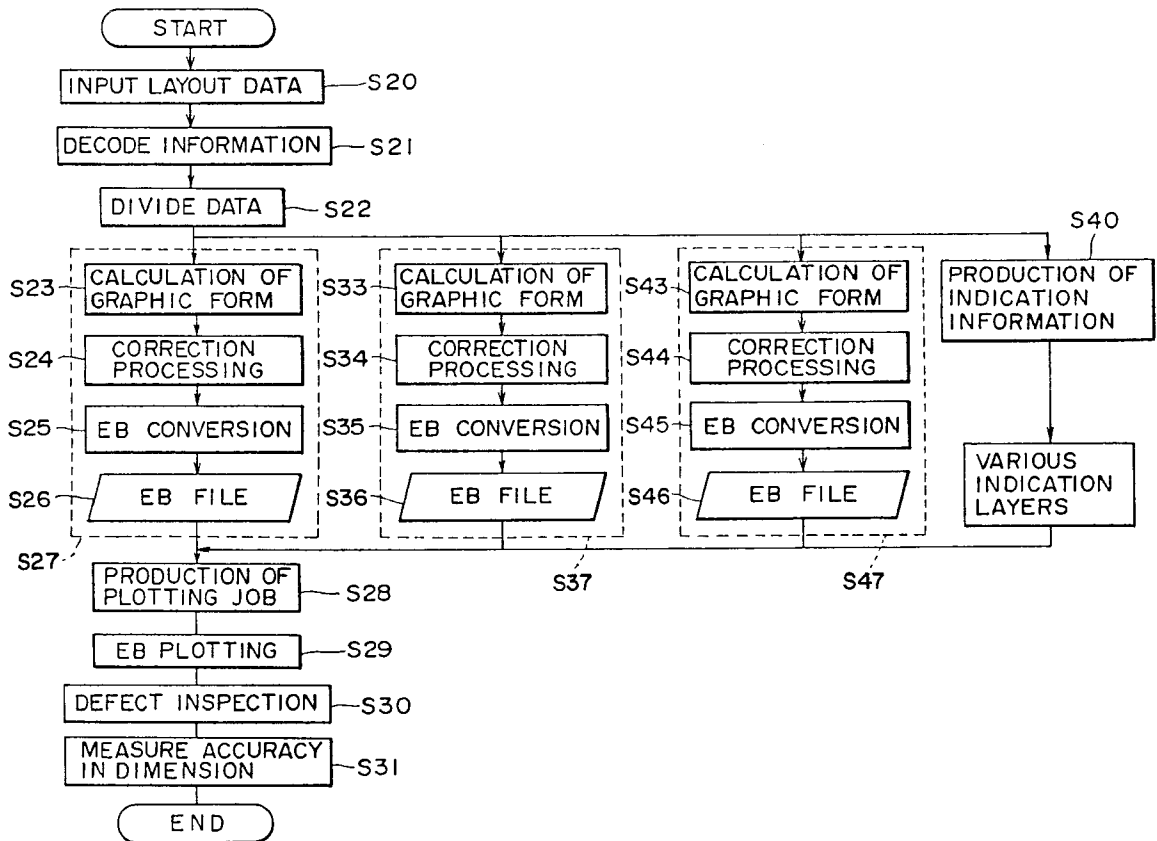 START
INPUT LAYOUT DATA
S20
DECODE INFORMATION
S21
DIVIDE DATA
S22
S40
S23
CALCULATION OF
GRAPHIC FORM
S33
CALCULATION OF
GRAPHIC FORM
S43
CALCULATION OF
GRAPHIC FORM
PRODUCTION OF
INDICATION
INFORMATION
S24
CORRECTION
PROCESSING
S34
CORRECTION
PROCESSING
S44
CORRECTION
PROCESSING
S25
EB CONVERSION
S35
EB CONVERSION
S45
EB CONVERSION
S26
EB FILE
S36
EB FILE
S46
EB FILE
VARIOUS
INDICATION
LAYERS
S27
S37
S47
PRODUCTION OF
PLOTTING JOB
S28
EB PLOTTING
S29
DEFECT INSPECTION
S30
MEASURE ACCURACY
IN DIMENSION
S31
END